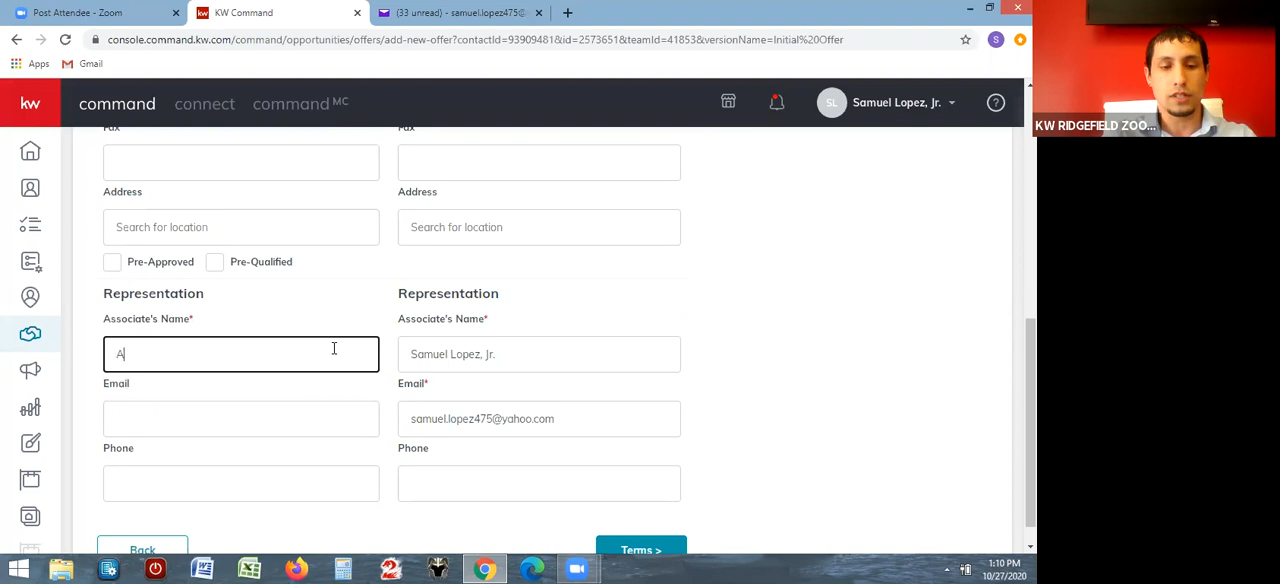 Post Attendee - Zoom
KW Command
(33 unread) - samuel.lopez475@
console.command.kw.com/command/opportunities/offers/add-new-offer?contactId=93909481&id=2573651&teamId=41853&versionName=Initial%20Offer
S
Apps
Gmail
kw
command
connect
command MC
SL
Samuel Lopez, Jr.
KW RIDGEFIELD ZOO...
Fax
Fax
Address
Address
Search for location
Search for location
Pre-Approved
Pre-Qualified
Representation
Representation
Associate's Name*
Associate's Name*
A
Samuel Lopez, Jr.
Email
Email*
samuel.lopez475@yahoo.com
Phone
Phone
Back
Terms >
1:10 PM
10/27/2020